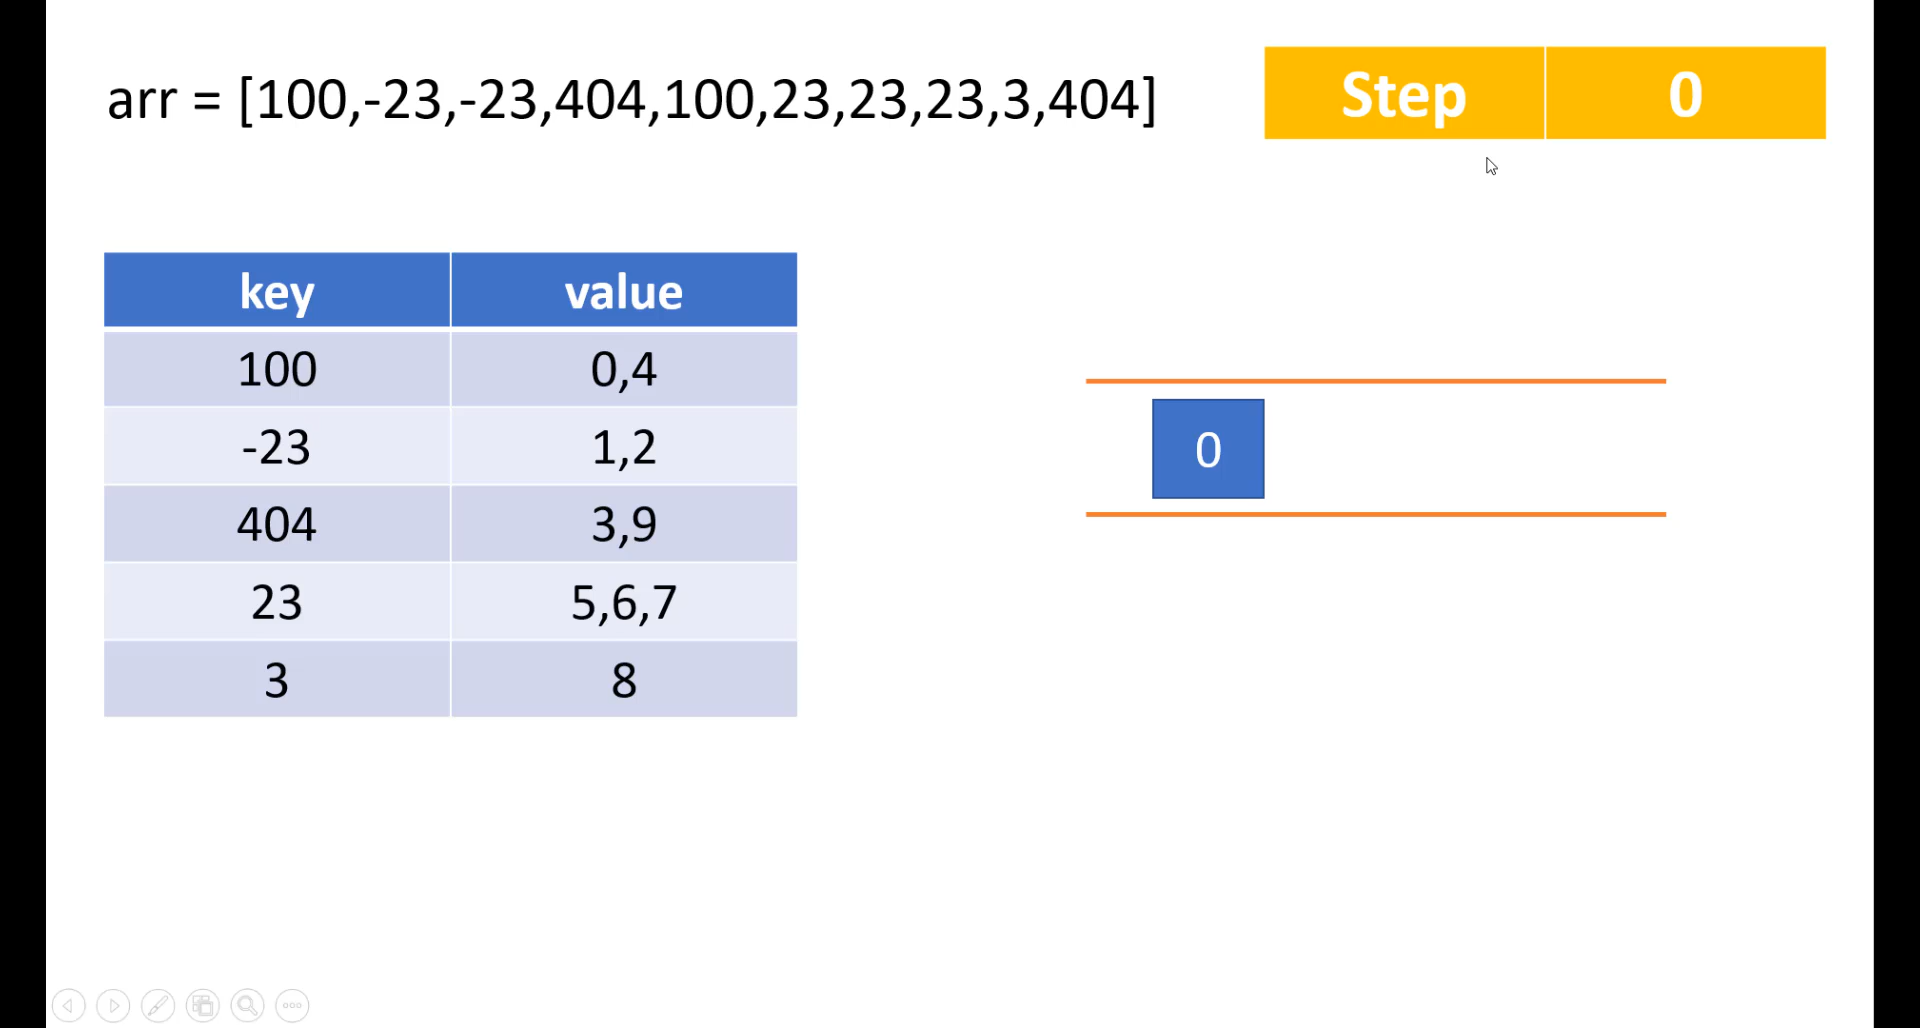 arr = [100,-23,-23,404,100,23,23,23,3,404]
Step 0
key value
100 0,4
-23 1,2
404 3,9
23 5,6,7
3 8
0